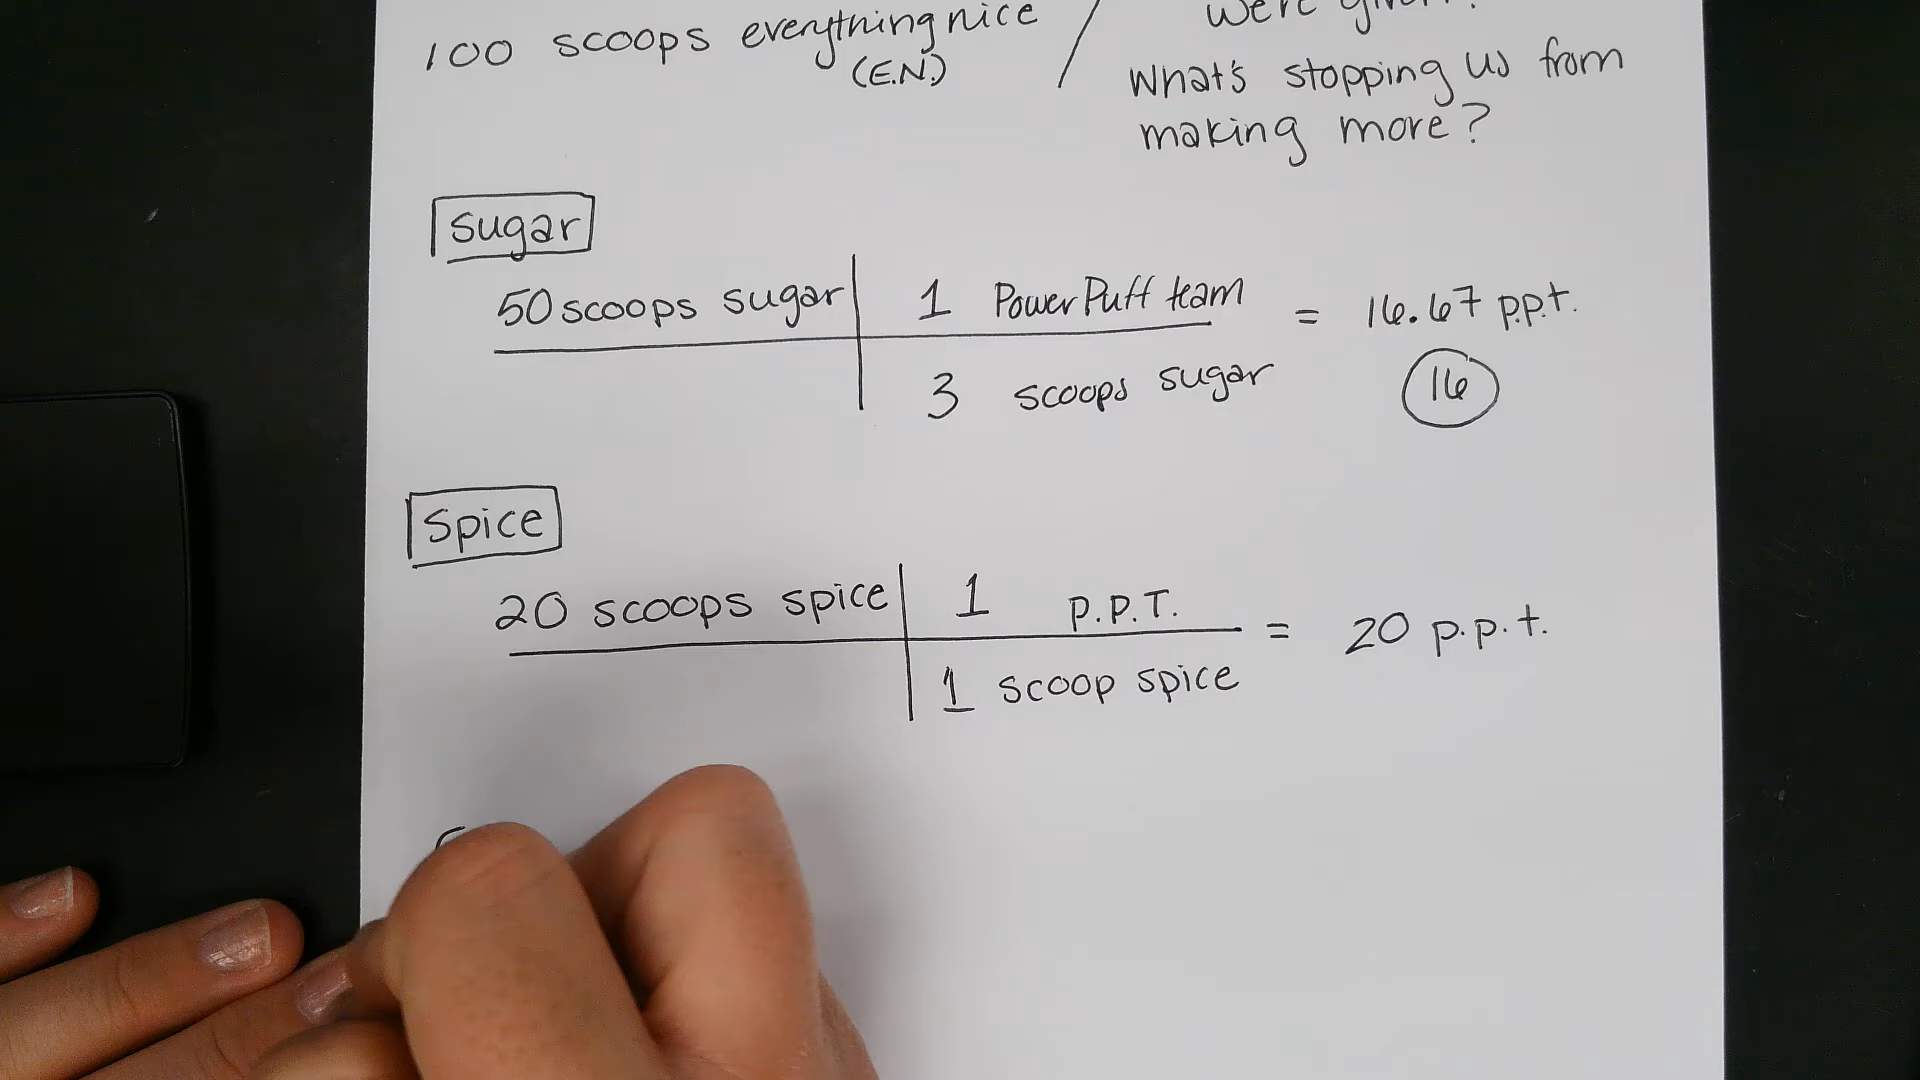 100 scoops everything nice
(E.N.)
were
What's stopping us from
making more?
Sugar
50 scoops sugar 1 PowerPuff team = 16.67 p.p.t.
3 scoops sugar
16
Spice
20 scoops spice 1 P.P.T. = 20 p.p.t.
1 scoop spice